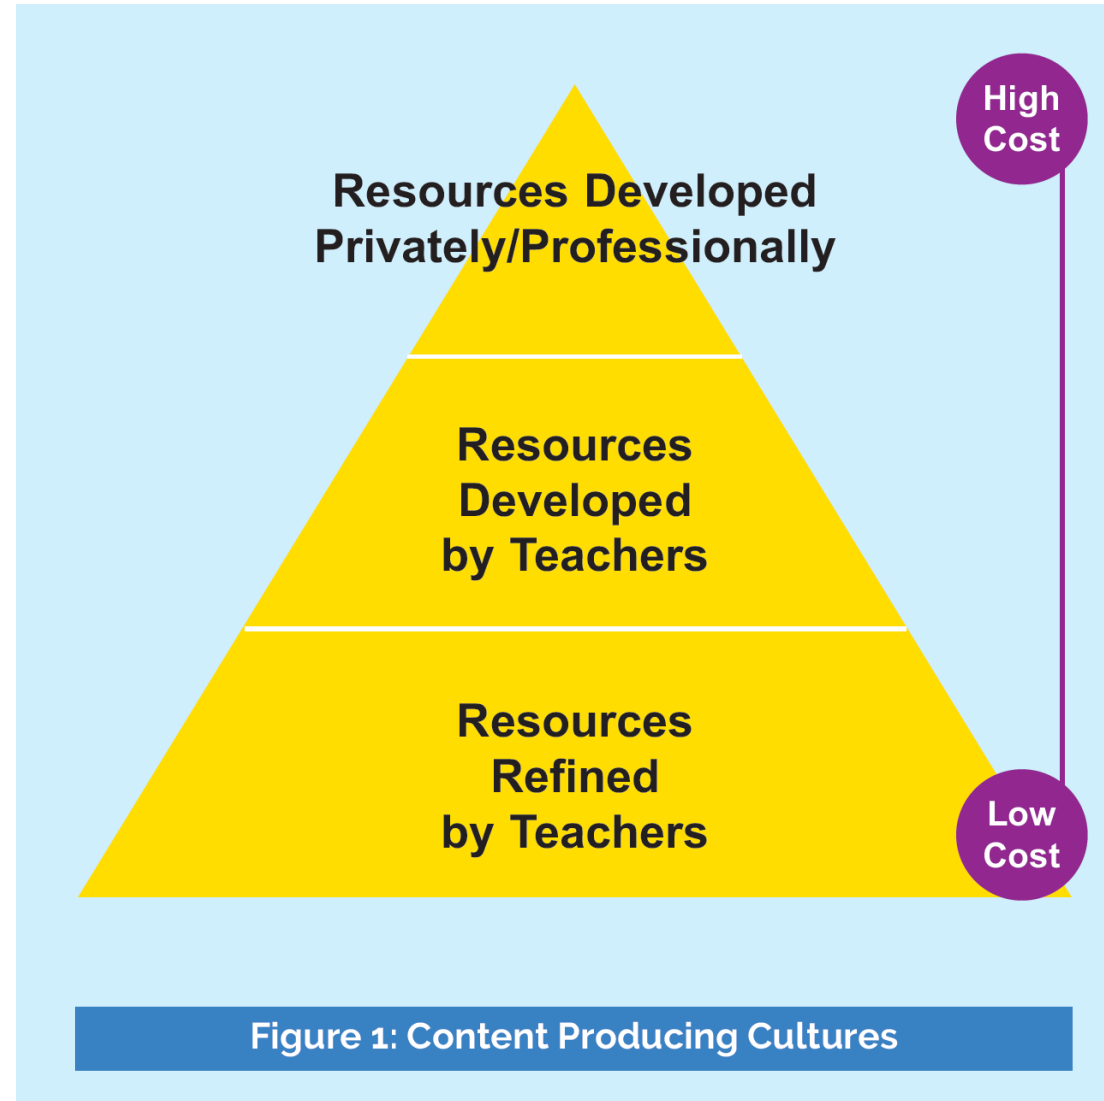 High
Cost
Resources Developed
Privately/Professionally
Resources
Developed
by Teachers
Resources
Refined
by Teachers
Low
Cost
Figure 1: Content Producing Cultures